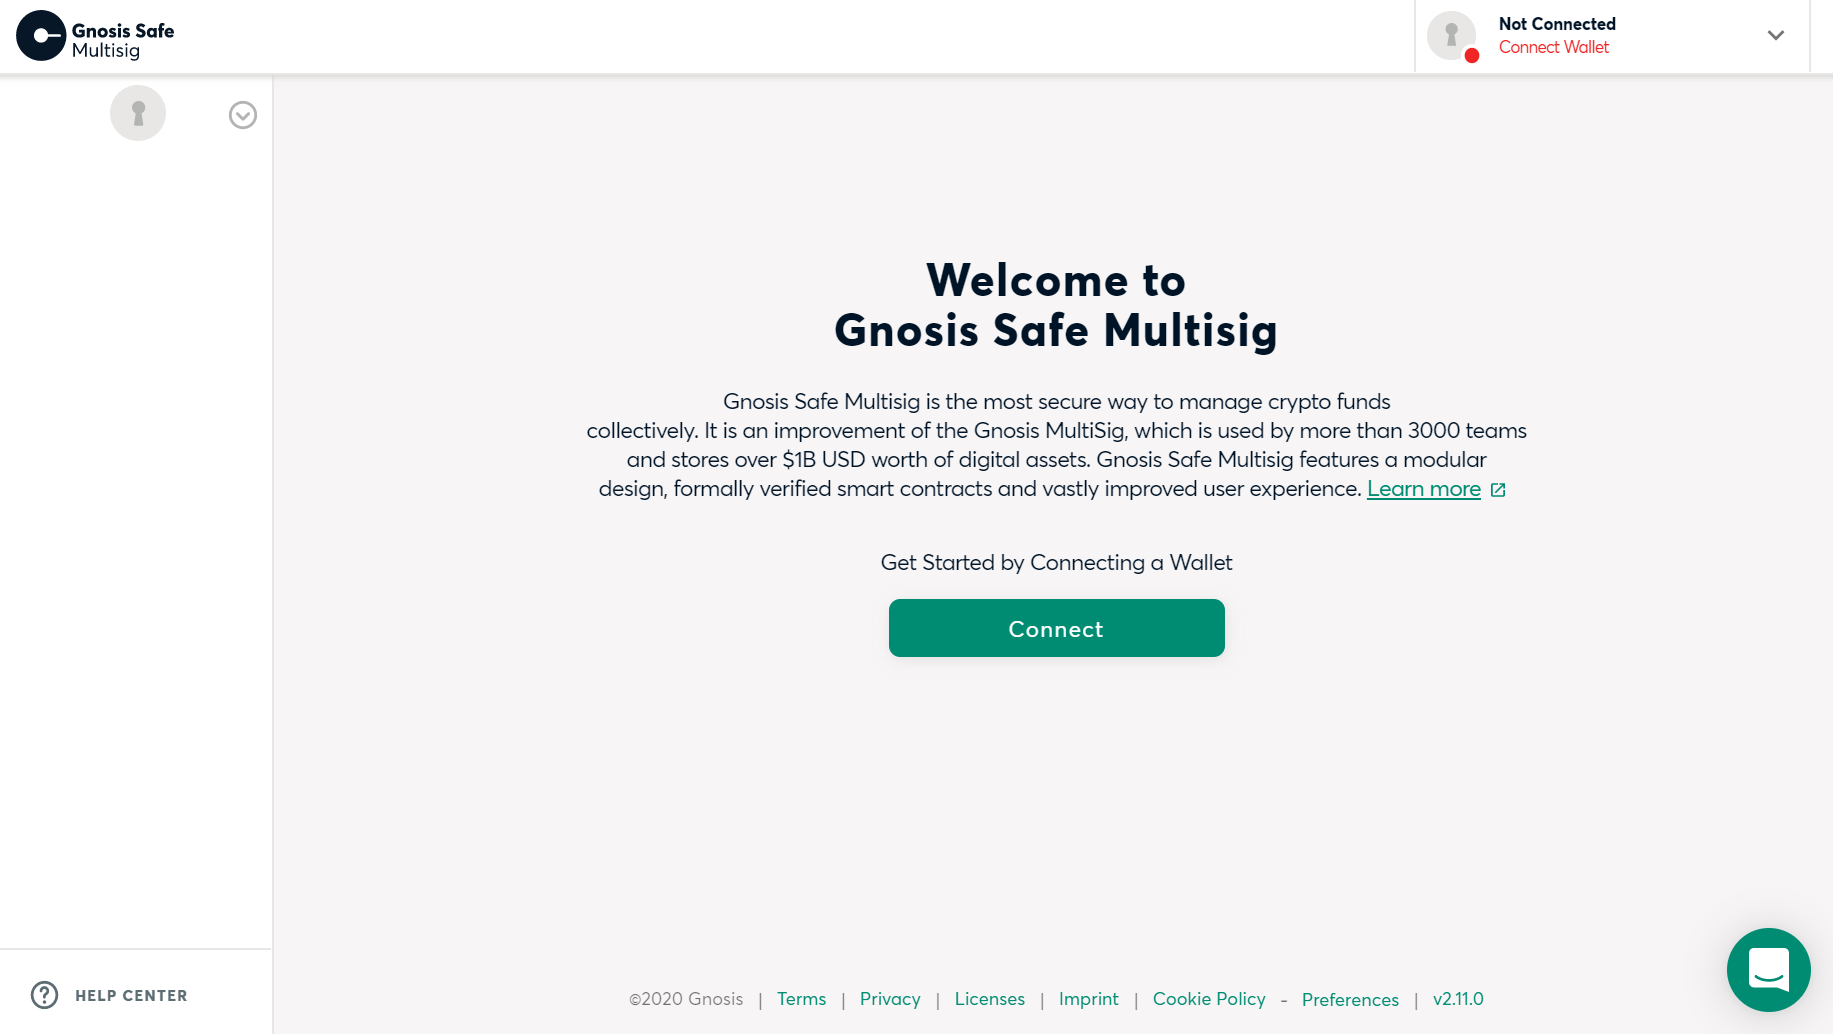 Gnosis Safe
Multisig
Not Connected
Connect Wallet
Welcome to
Gnosis Safe Multisig
Gnosis Safe Multisig is the most secure way to manage crypto funds
collectively. It is an improvement of the Gnosis MultiSig, which is used by more than 3000 teams
and stores over $1B USD worth of digital assets. Gnosis Safe Multisig features a modular
design, formally verified smart contracts and vastly improved user experience. Learn more
Get Started by Connecting a Wallet
Connect
HELP CENTER
©2020 Gnosis | Terms | Privacy | Licenses | Imprint | Cookie Policy - Preferences | v2.11.0